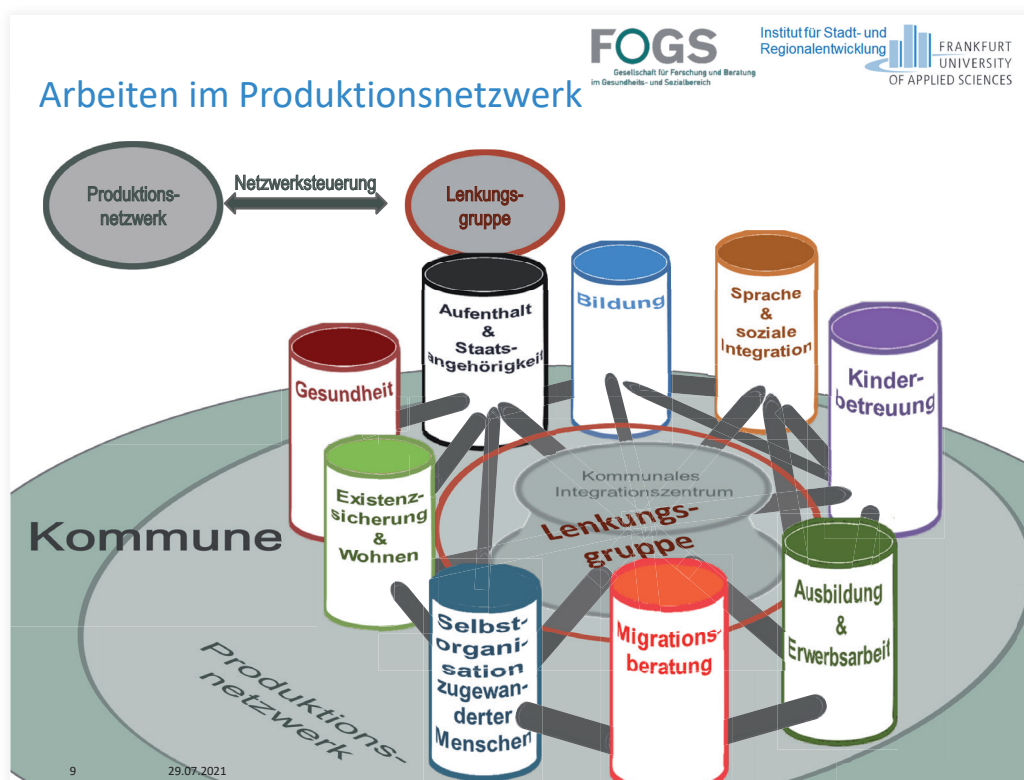 FOGS
Gesellschaft für Forschung und Beratung
im Gesundheits- und Sozialbereich
Institut für Stadt- und
Regionalentwicklung
FRANKFURT
UNIVERSITY
OF APPLIED SCIENCES
Arbeiten im Produktionsnetzwerk
Produktions-
netzwerk
Netzwerksteuerung
Lenkungs-
gruppe
Aufenthalt
&
Staats-
angehörigkeit
Bildung
Sprache
&
soziale
Integration
Gesundheit
Kinder-
betreuung
Existenz-
sicherung
&
Wohnen
Kommunales
Integrationszentrum
Lenkungs-
gruppe
Kommune
Ausbildung
&
Erwerbsarbeit
Selbst-
organi-
sation
zugewan-
derter
Menschen
Migrations-
beratung
Produktions-
netzwerk
9
29.07.2021